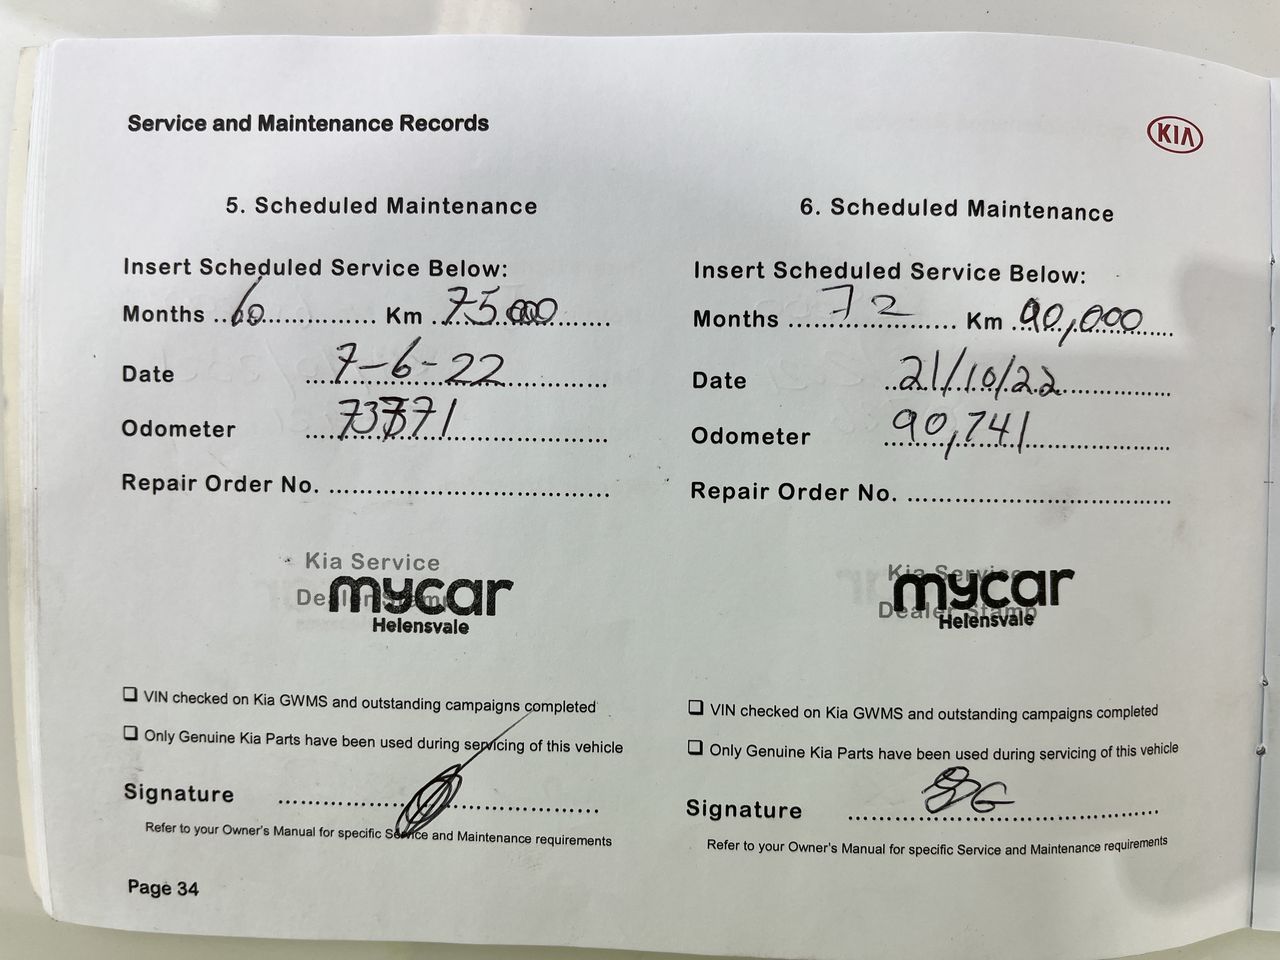 Service and Maintenance Records
KIA
5. Scheduled Maintenance
Insert Scheduled Service Below:
Months ..60.................. Km ..75000..........
Date ....7-6-22....................
Odometer .............................
Repair Order No. .....................................
Kia Service
Dealer Stamp
mycar
Helensvale
❏ VIN checked on Kia GWMS and outstanding campaigns completed
❏ Only Genuine Kia Parts have been used during servicing of this vehicle
Signature .............................................
Refer to your Owner's Manual for specific Service and Maintenance requirements
Page 34
6. Scheduled Maintenance
Insert Scheduled Service Below:
Months .......72............ Km ..90,000......
Date ..21/10/22..................
Odometer 90,741....................
Repair Order No. .....................................
Kia Service
Dealer Stamp
mycar
Helensvale
❏ VIN checked on Kia GWMS and outstanding campaigns completed
❏ Only Genuine Kia Parts have been used during servicing of this vehicle
Signature .............................................
Refer to your Owner's Manual for specific Service and Maintenance requirements